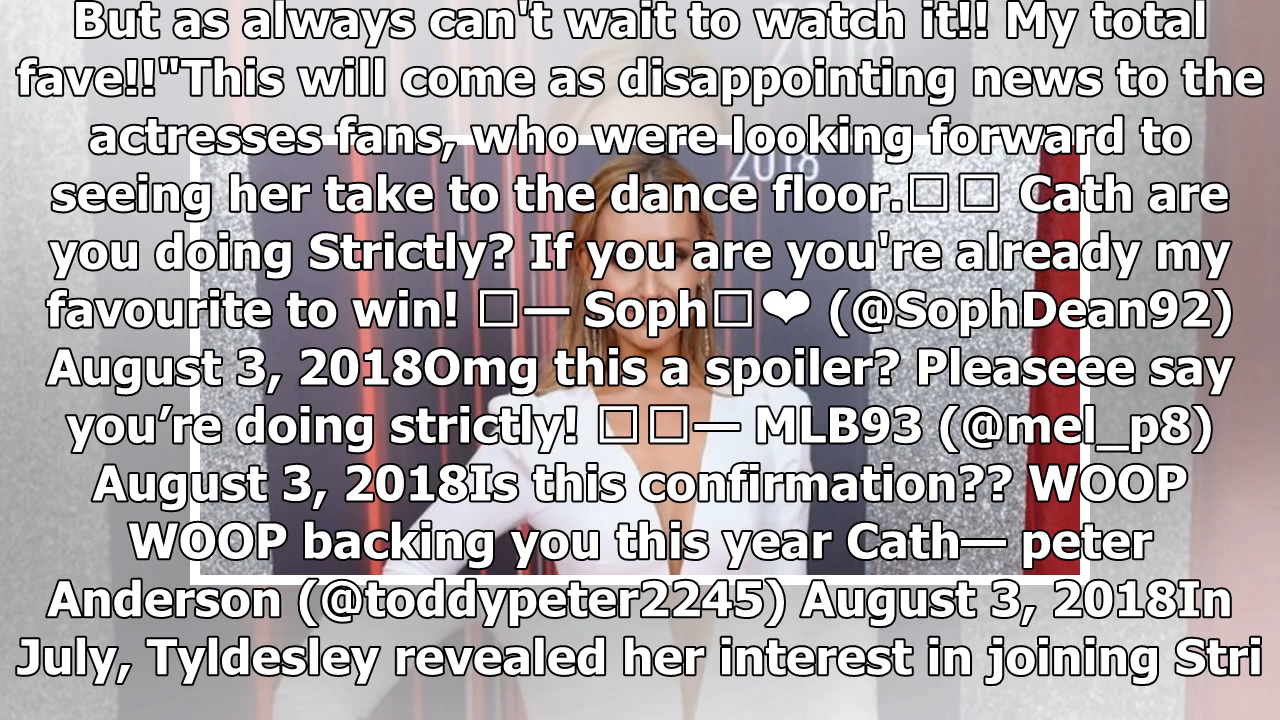 But as always can't wait to watch it!! My total
fave!!"This will come as disappointing news to the
actresses fans, who were looking forward to
seeing her take to the dance floor.□□ Cath are
you doing Strictly? If you are you're already my
favourite to win! □— Soph□❤ (@SophDean92)
August 3, 2018Omg this a spoiler? Pleaseee say
you’re doing strictly! □□— MLB93 (@mel_p8)
August 3, 2018Is this confirmation?? WOOP
WOOP backing you this year Cath— peter
Anderson (@toddypeter2245) August 3, 2018In
July, Tyldesley revealed her interest in joining Stri
2018
2018